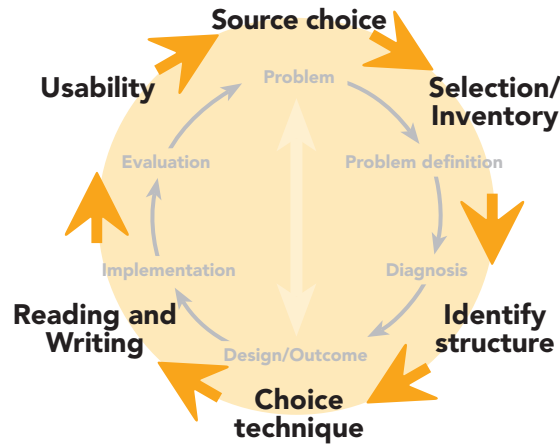 Source choice
Problem
Usability
Selection/
Inventory
Evaluation
Problem definition
Implementation
Diagnosis
Reading and
Writing
Identify
structure
Design/Outcome
Choice
technique